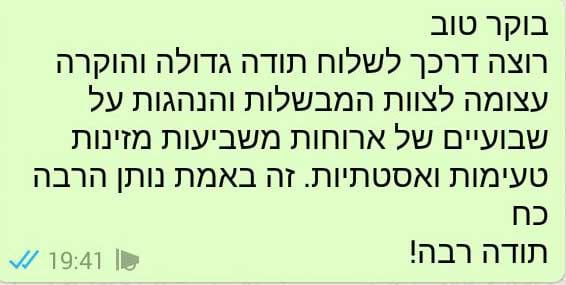 בוקר טוב
רוצה דרכך לשלוח תודה גדולה והוקרה
עצומה לצוות המבשלות והנהגות על
שבועיים של ארוחות משביעות מזינות
טעימות ואסטתיות. זה באמת נותן הרבה
כח
תודה רבה!
19:41